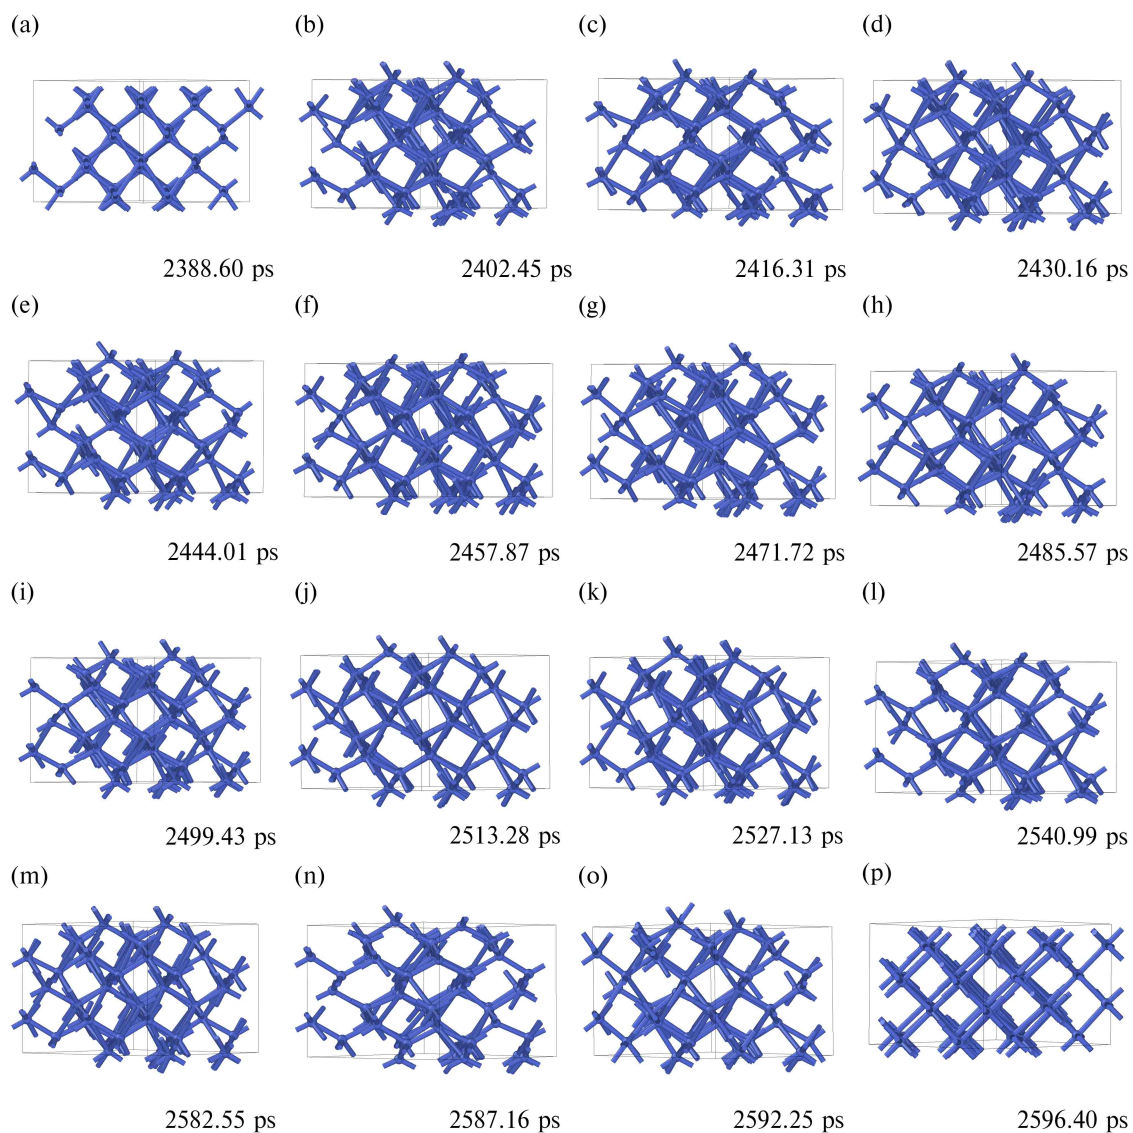 (a) (b) (c) (d)
2388.60 ps 2402.45 ps 2416.31 ps 2430.16 ps
(e) (f) (g) (h)
2444.01 ps 2457.87 ps 2471.72 ps 2485.57 ps
(i) (j) (k) (l)
2499.43 ps 2513.28 ps 2527.13 ps 2540.99 ps
(m) (n) (o) (p)
2582.55 ps 2587.16 ps 2592.25 ps 2596.40 ps